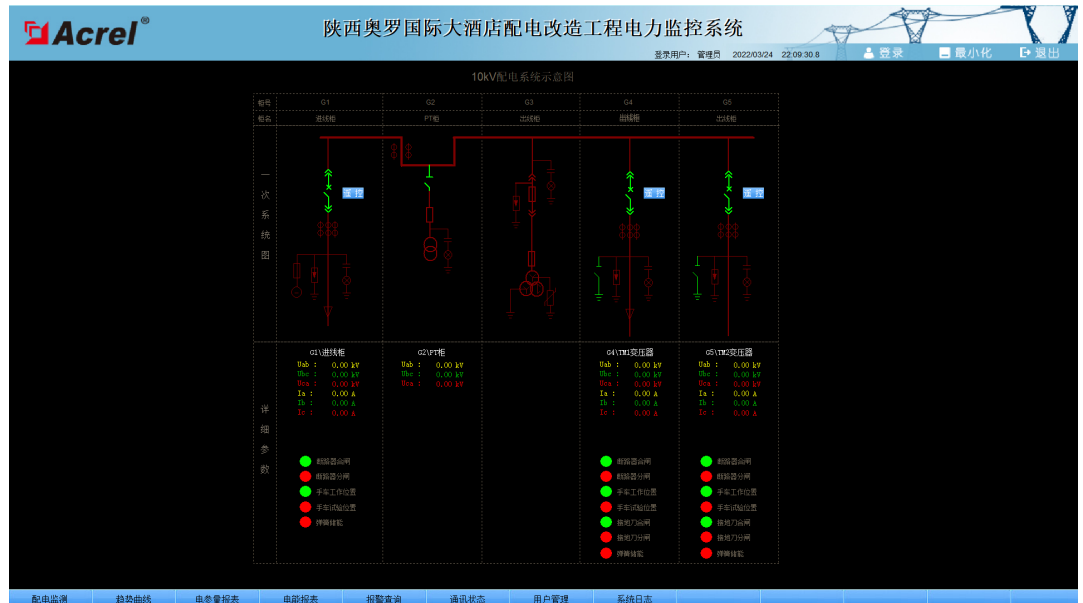 Acrel®
陕西奥罗国际大酒店配电改造工程电力监控系统
登录用户： 管理员 2022/03/24 22:09:30.8
登录 最小化 退出
10kV配电系统示意图
柜号 G1 G2 G3 G4 G5
柜名 进线柜 PT柜 出线柜 出线柜 出线柜
一次系统图
遥控 遥控 遥控
详细参数
G1\进线柜 G2\PT柜 G4\TM1变压器 G5\TM2变压器
Uab : 0.00 kV Uab : 0.00 kV Uab : 0.00 kV Uab : 0.00 kV
Ubc : 0.00 kV Ubc : 0.00 kV Ubc : 0.00 kV Ubc : 0.00 kV
Uca : 0.00 kV Uca : 0.00 kV Uca : 0.00 kV Uca : 0.00 kV
Ia : 0.00 A Ia : 0.00 A Ia : 0.00 A
Ib : 0.00 A Ib : 0.00 A Ib : 0.00 A
Ic : 0.00 A Ic : 0.00 A Ic : 0.00 A
断路器合闸 断路器合闸 断路器合闸
断路器分闸 断路器分闸 断路器分闸
手车工作位置 手车工作位置 手车工作位置
手车试验位置 手车试验位置 手车试验位置
弹簧储能 接地刀合闸 接地刀合闸
接地刀分闸 接地刀分闸
弹簧储能 弹簧储能
配电监测 趋势曲线 电参量报表 电能报表 报警查询 通讯状态 用户管理 系统日志